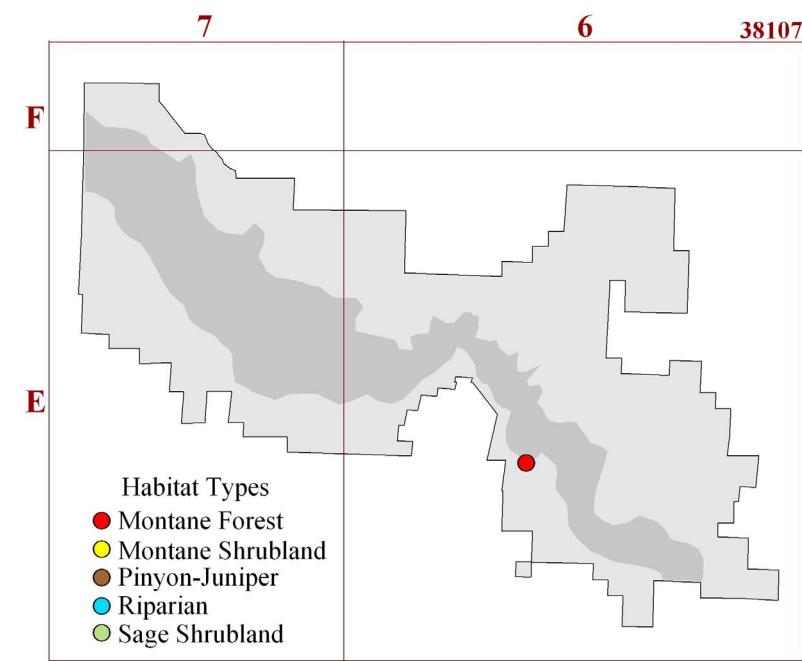 7 6 38107
F
E
Habitat Types
Montane Forest
Montane Shrubland
Pinyon-Juniper
Riparian
Sage Shrubland